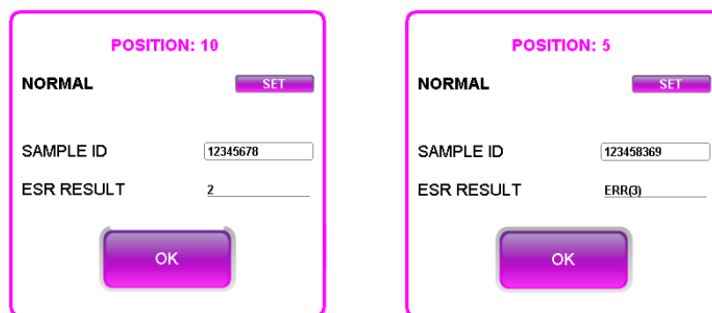 POSITION: 10
NORMAL SET
SAMPLE ID 12345678
ESR RESULT 2
OK
POSITION: 5
NORMAL SET
SAMPLE ID 123458369
ESR RESULT ERR(3)
OK